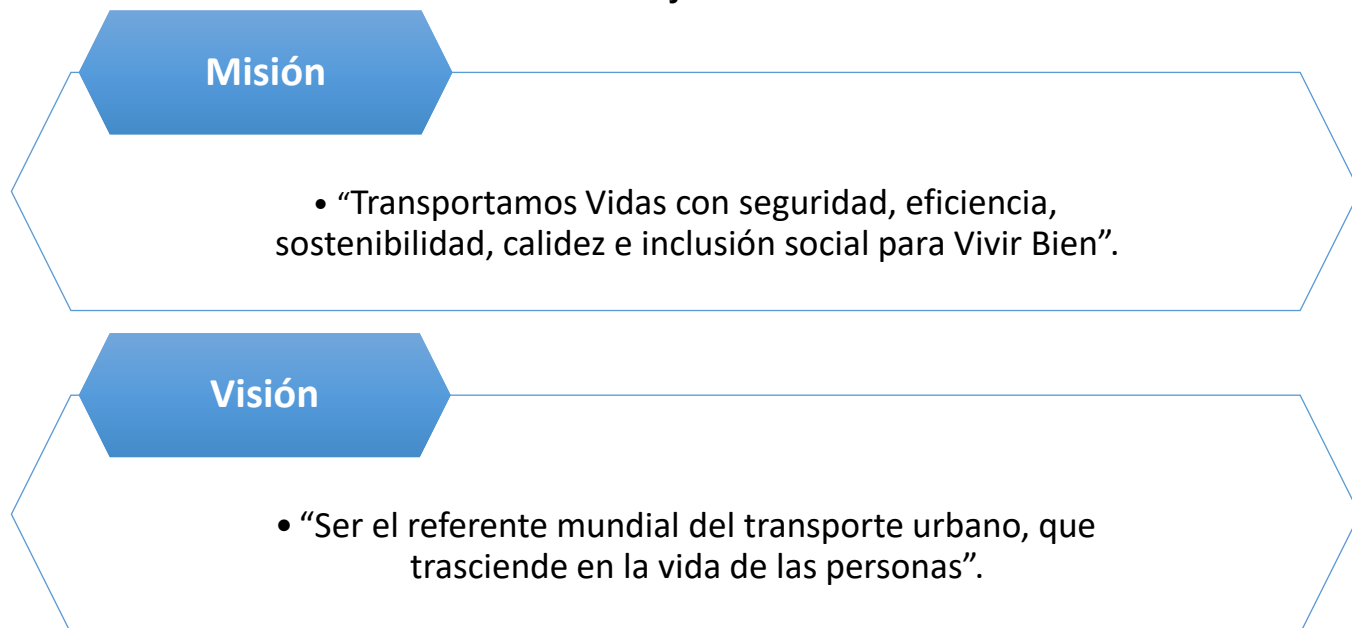 Misión
• “Transportamos Vidas con seguridad, eficiencia,
sostenibilidad, calidez e inclusión social para Vivir Bien”.
Visión
• “Ser el referente mundial del transporte urbano, que
trasciende en la vida de las personas”.